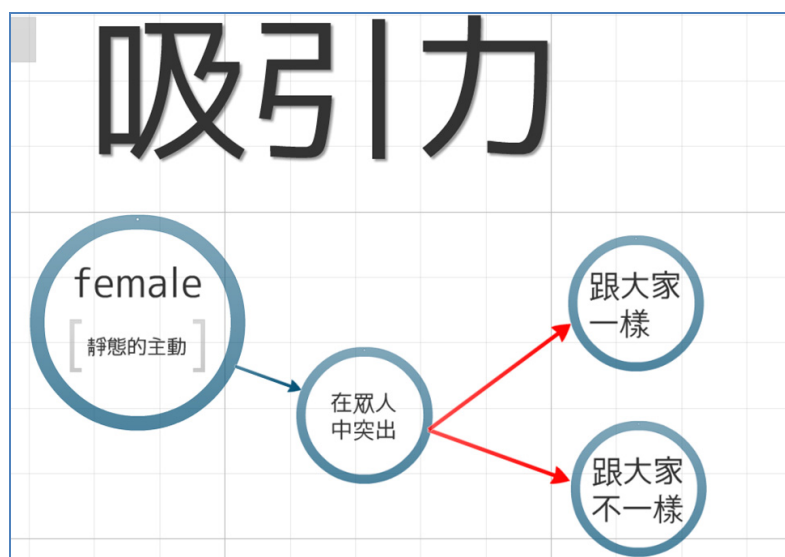 吸引力
female
[靜態的主動]
在眾人
中突出
跟大家
一樣
跟大家
不一樣